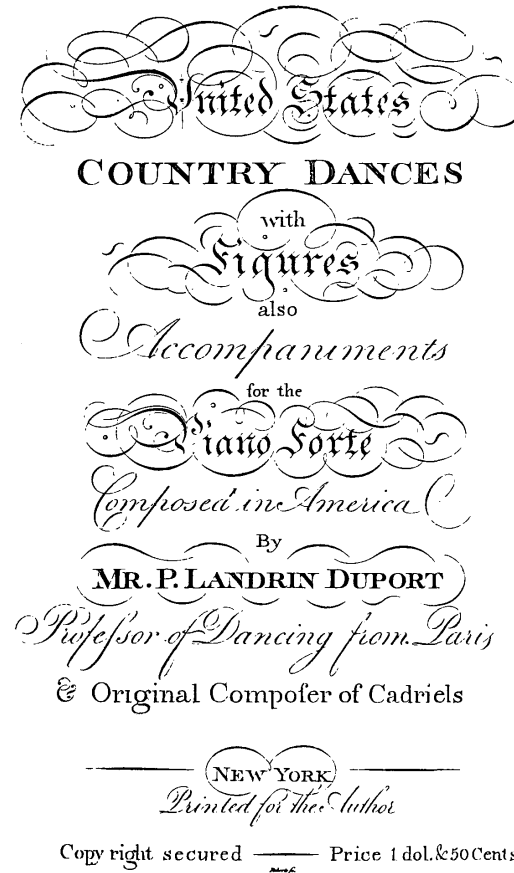 United States
COUNTRY DANCES
with
Figures
also
Accompaniments
for the
Piano Forte
Composed in America
By
MR. P. LANDRIN DUPORT
Profeſsor of Dancing from Paris
& Original Compoſer of Cadriels
NEW YORK
Printed for the Author
Copy right secured — Price 1 dol. & 50 Cents